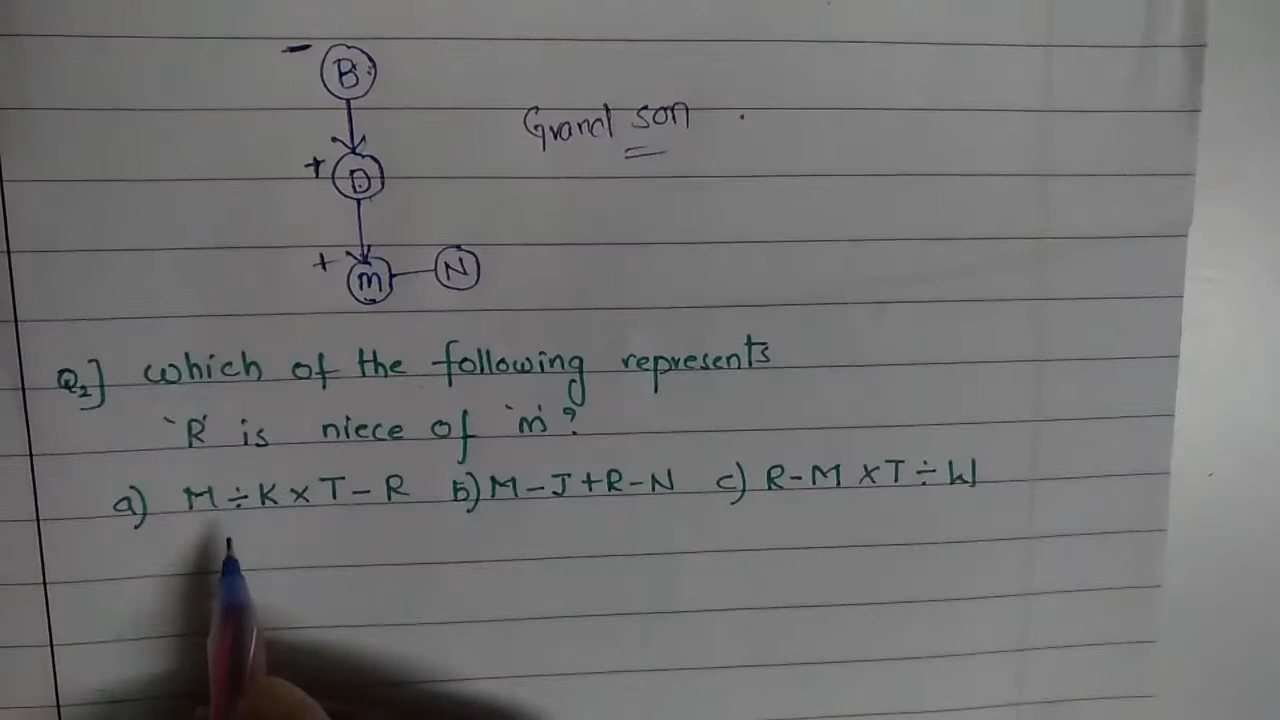 - B
Grand son .
+ D
+ M N
Q2] which of the following represents
'R' is niece of 'm'?
a) M ÷ K × T - R b) M - J + R - N c) R - M × T ÷ W